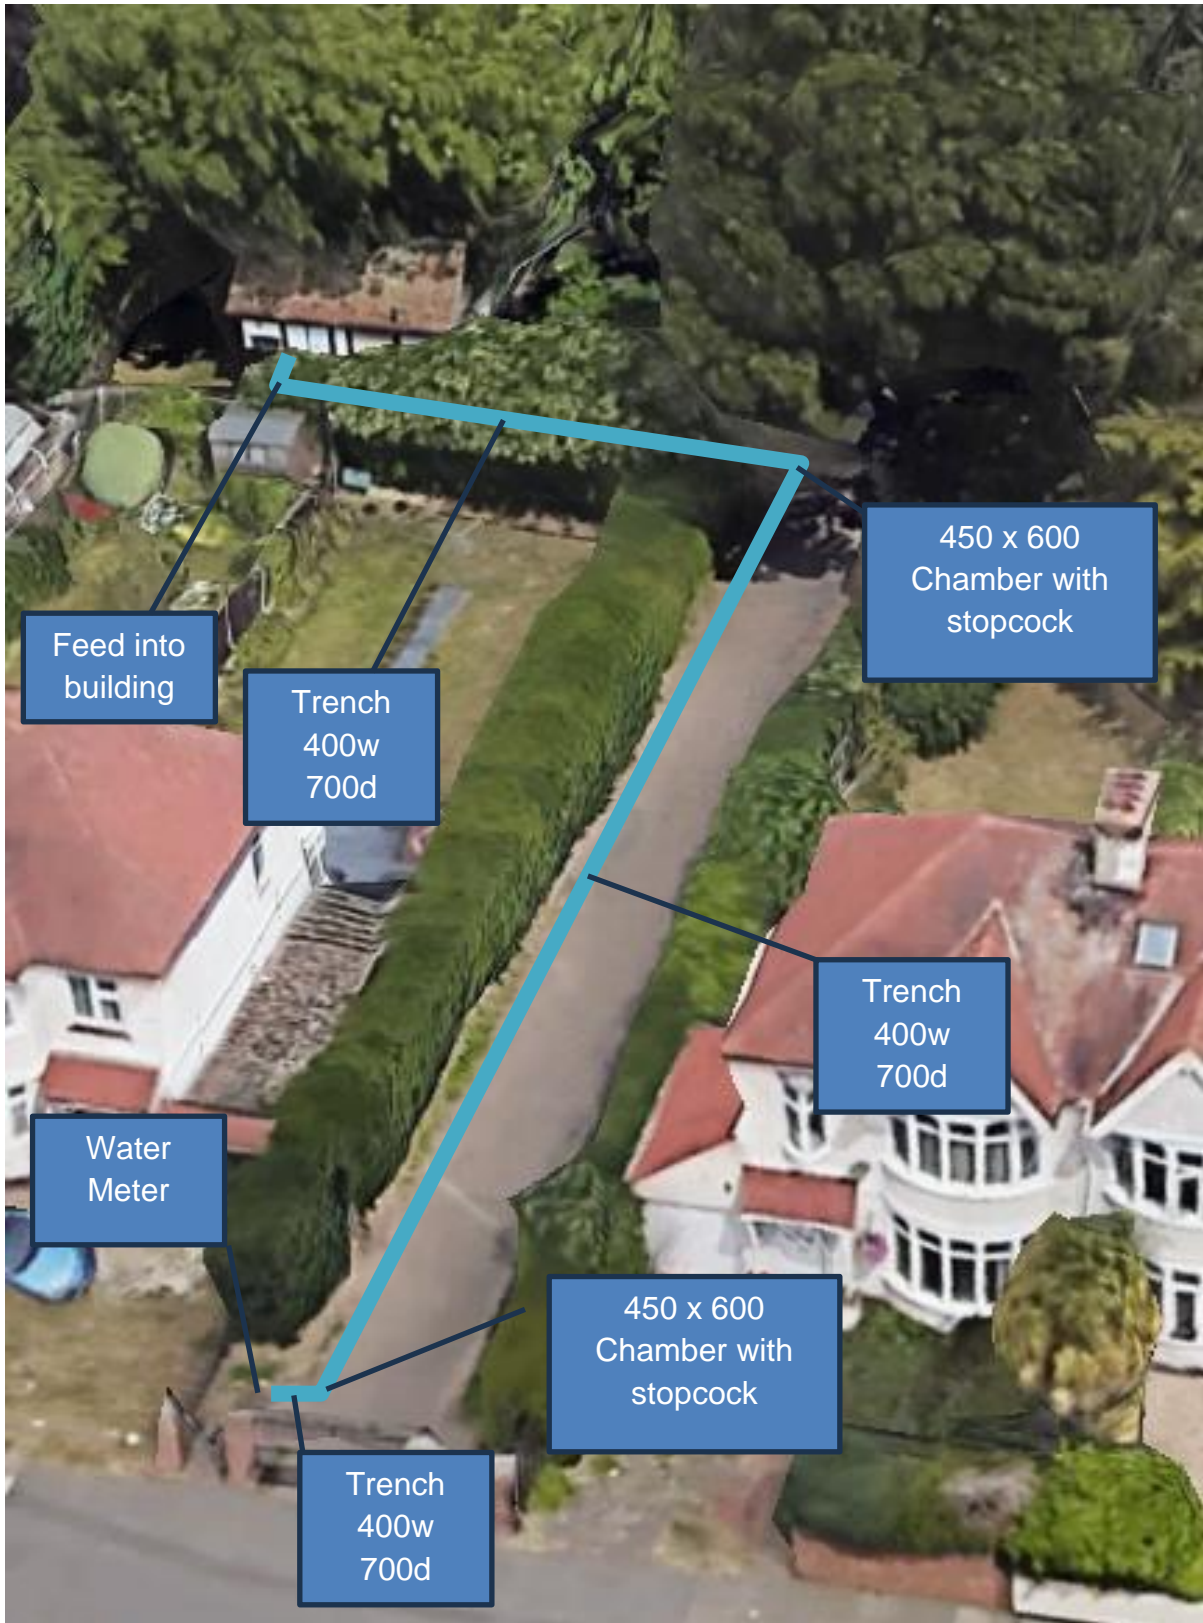 450 x 600
Chamber with
stopcock
Feed into
building
Trench
400w
700d
Trench
400w
700d
Water
Meter
450 x 600
Chamber with
stopcock
Trench
400w
700d